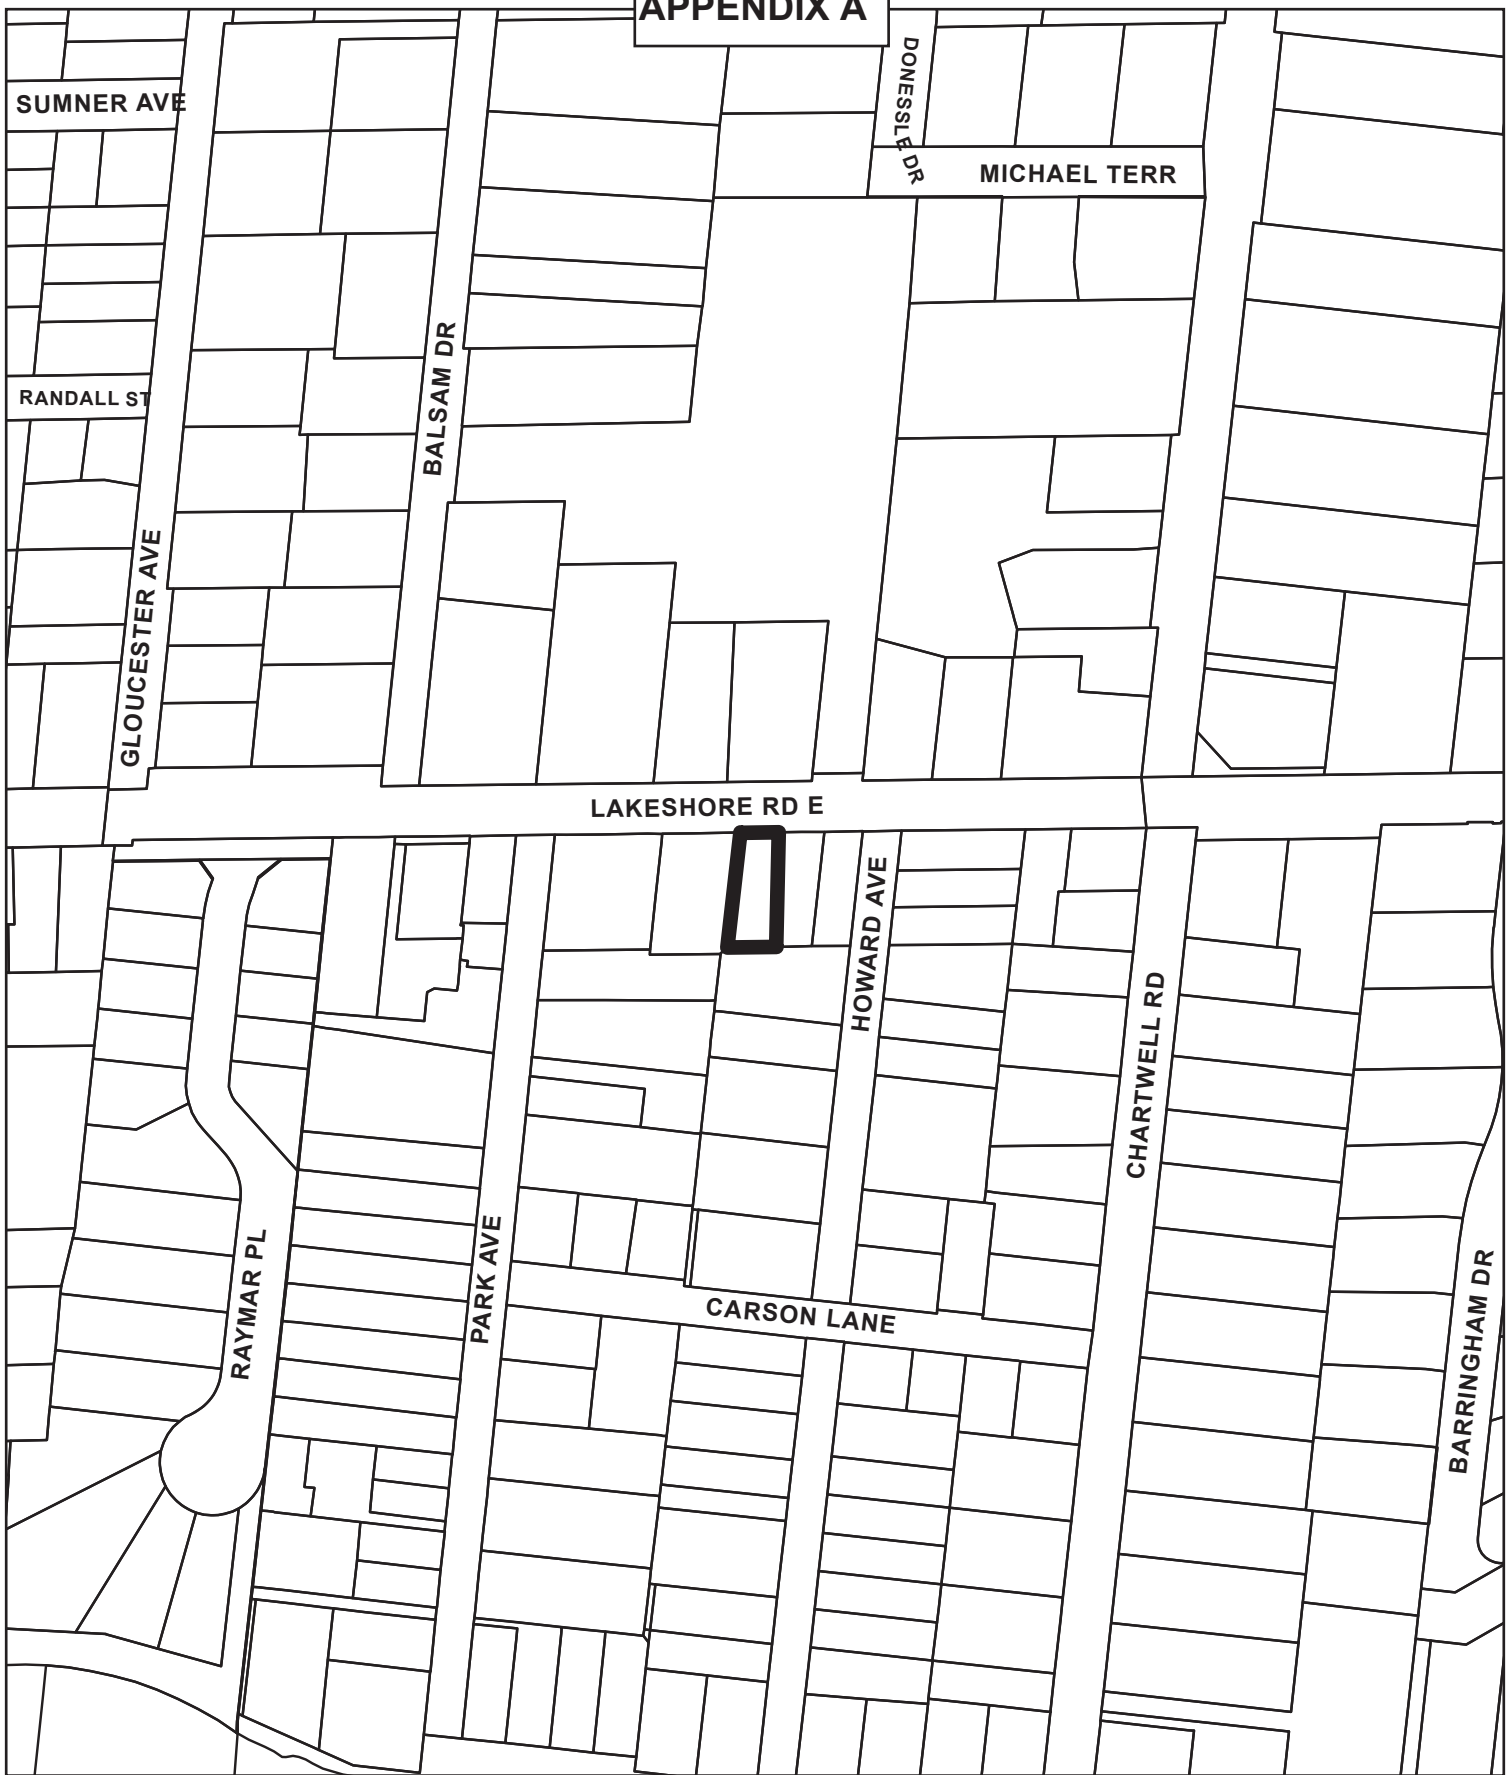 APPENDIX A
DONESSLE DR
SUMNER AVE
MICHAEL TERR
BALSAM DR
RANDALL ST
GLOUCESTER AVE
LAKESHORE RD E
HOWARD AVE
CHARTWELL RD
PARK AVE
RAYMAR PL
CARSON LANE
BARRINGHAM DR